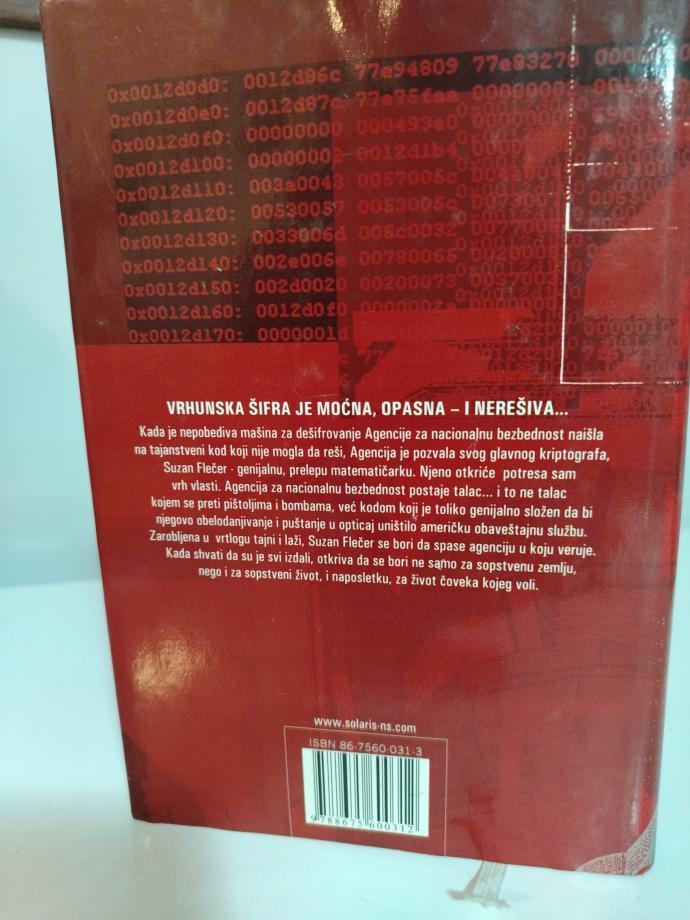 0x0012d0d0: 0012d86c 77e94809 77e83278
0x0012d0e0: 0012d87c 77e75faa
0x0012d0f0: 00000000 000493e0
0x0012d100: 00000002 0012d1b4
0x0012d110: 003a0043 0057005c
0x0012d120: 00530057 0053005c
0x0012d130: 0033006d 005c0032
0x0012d140: 002e006e 00780065
0x0012d150: 002d0020 00200073
0x0012d160: 0012d0f0
0x0012d170: 0000001d
VRHUNSKA ŠIFRA JE MOĆNA, OPASNA – I NEREŠIVA...
Kada je nepobediva mašina za dešifrovanje Agencije za nacionalnu bezbednost naišla
na tajanstveni kod koji nije mogla da reši, Agencija je pozvala svog glavnog kriptografa,
Suzan Flečer - genijalnu, prelepu matematičarku. Njeno otkriće potresa sam
vrh vlasti. Agencija za nacionalnu bezbednost postaje talac... i to ne talac
kojem se preti pištoljima i bombama, već kodom koji je toliko genijalno složen da bi
njegovo obelodanjivanje i puštanje u opticaj uništilo američku obaveštajnu službu.
Zarobljena u vrtlogu tajni i laži, Suzan Flečer se bori da spase agenciju u koju veruje.
Kada shvati da su je svi izdali, otkriva da se bori ne samo za sopstvenu zemlju,
nego i za sopstveni život, i naposletku, za život čoveka kojeg voli.
www.solaris-ns.com
ISBN 86-7560-031-3
9788675600312